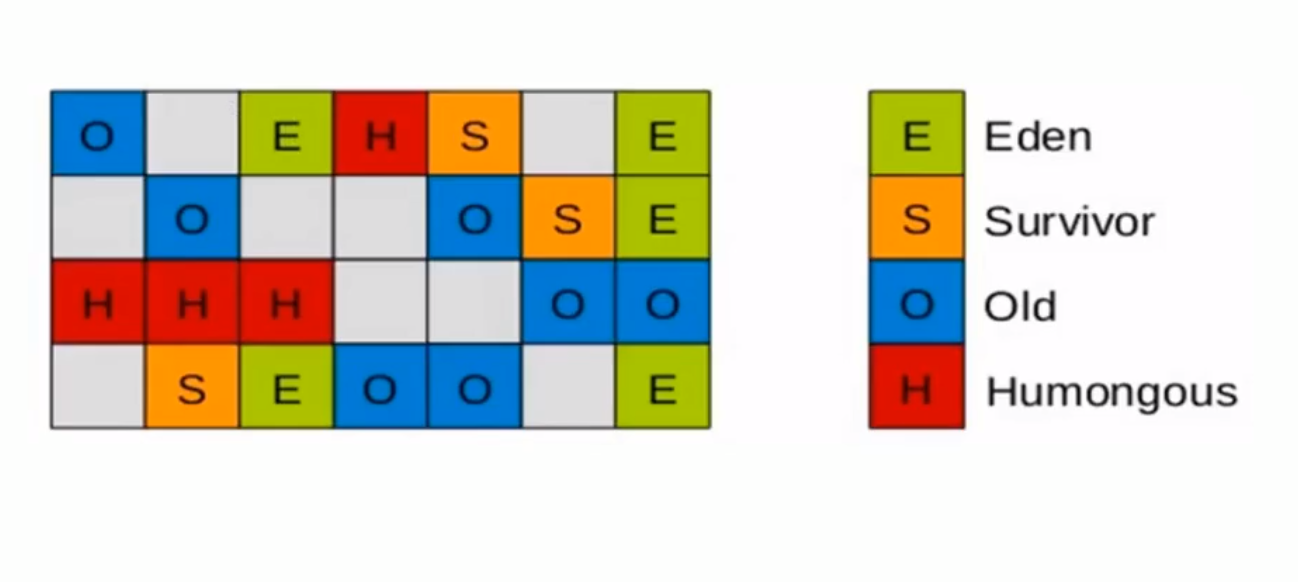 O E H S E
O O S E
H H H O O
S E O O E
E Eden
S Survivor
O Old
H Humongous